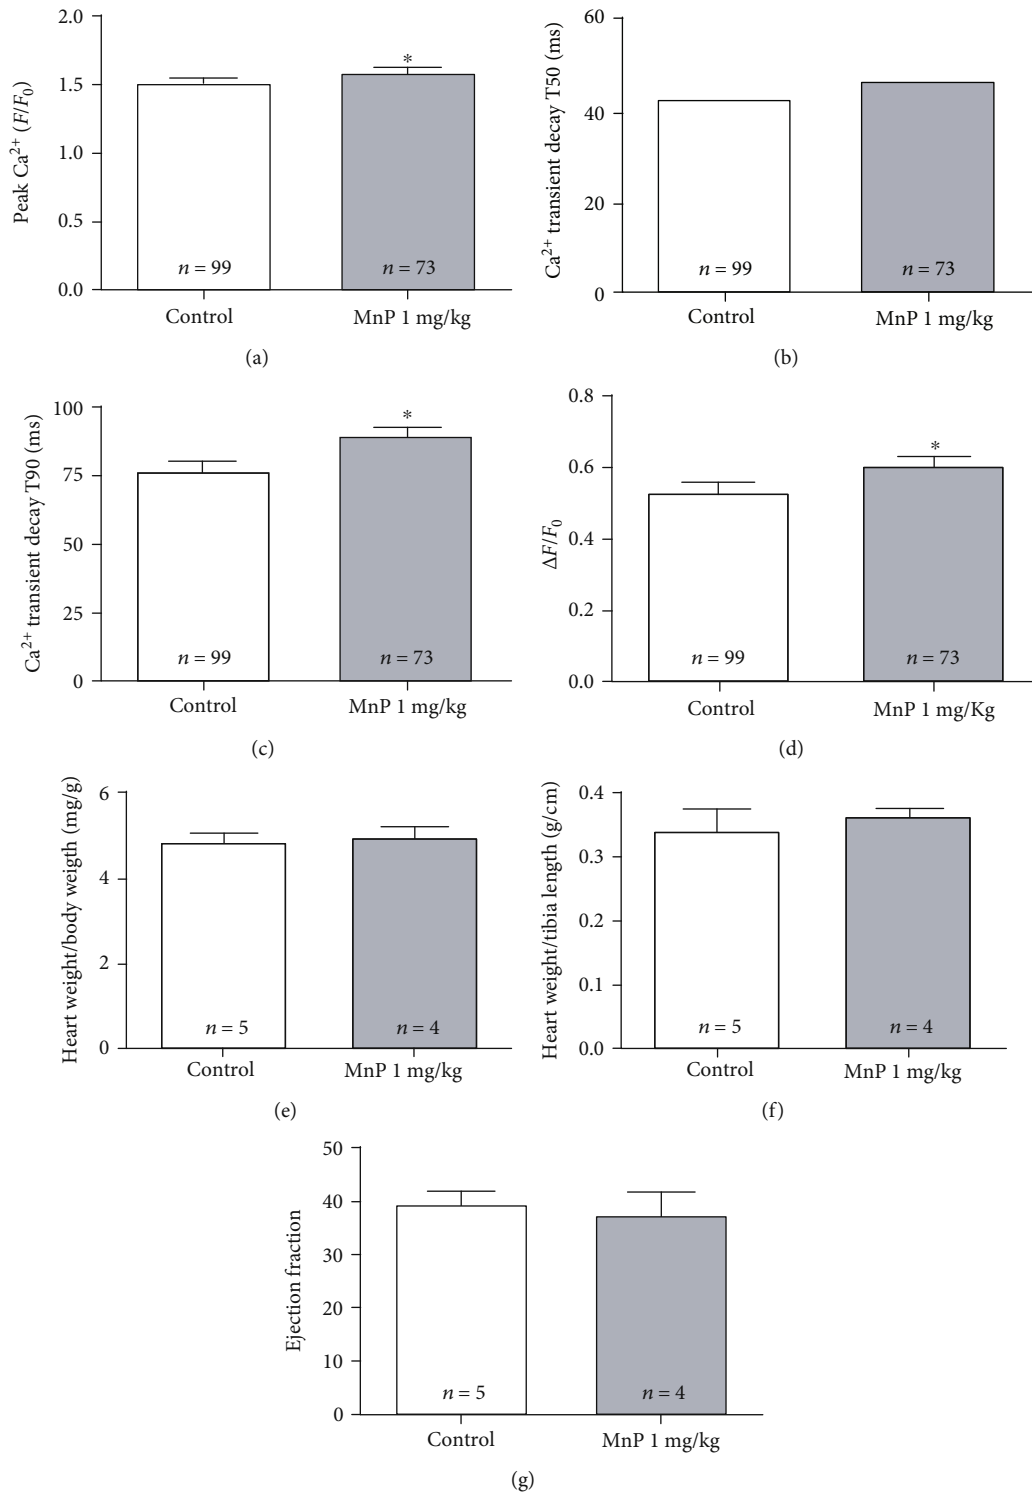 Peak Ca²⁺ (F/F₀)
2.0
1.5
1.0
0.5
0.0
*
n = 99
n = 73
Control
MnP 1 mg/kg
(a)
Ca²⁺ transient decay T50 (ms)
60
40
20
0
n = 99
n = 73
Control
MnP 1 mg/kg
(b)
Ca²⁺ transient decay T90 (ms)
100
75
50
25
0
*
n = 99
n = 73
Control
MnP 1 mg/kg
(c)
ΔF/F₀
0.8
0.6
0.4
0.2
0.0
*
n = 99
n = 73
Control
MnP 1 mg/Kg
(d)
Heart weight/body weigth (mg/g)
6
4
2
0
n = 5
n = 4
Control
MnP 1 mg/kg
(e)
Heart weight/tibia length (g/cm)
0.4
0.3
0.2
0.1
0.0
n = 5
n = 4
Control
MnP 1 mg/kg
(f)
Ejection fraction
50
40
30
20
10
0
n = 5
n = 4
Control
MnP 1 mg/kg
(g)